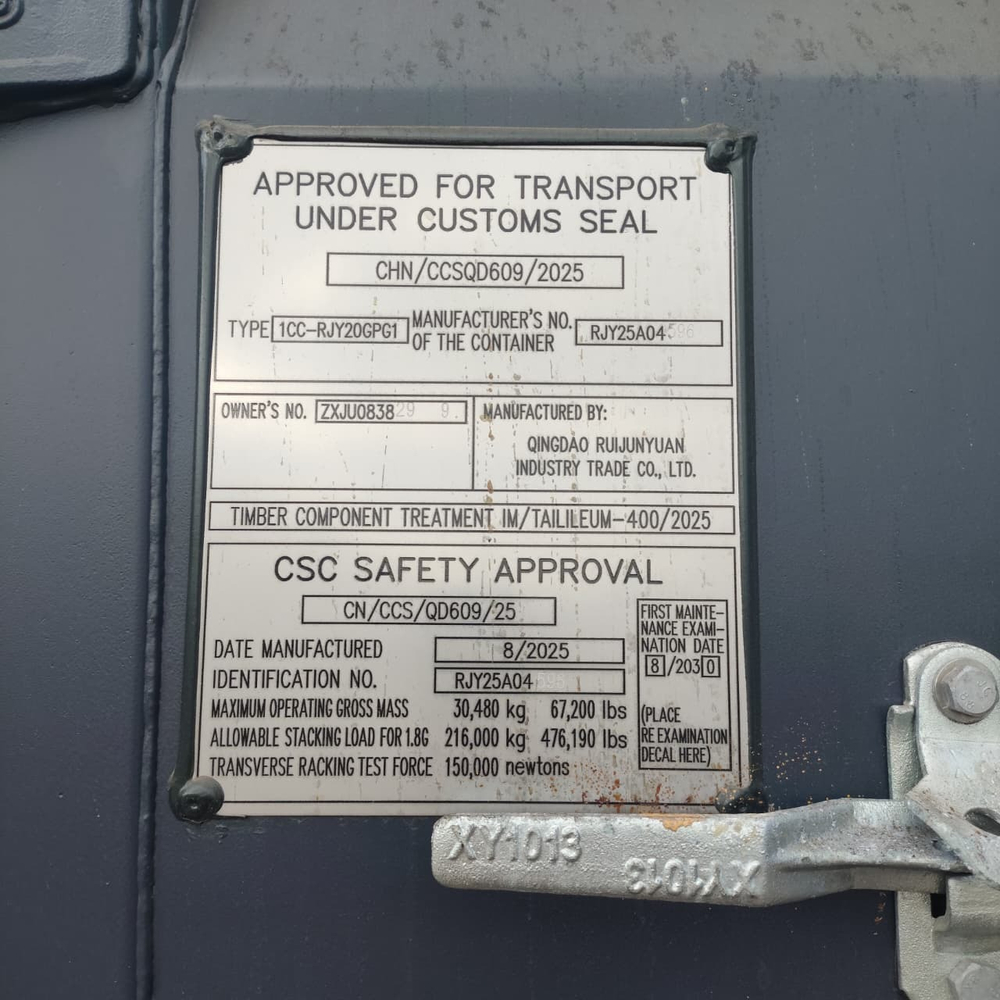 APPROVED FOR TRANSPORT
UNDER CUSTOMS SEAL
CHN/CCSQD609/2025
TYPE 1CC-RJY20GPG1 MANUFACTURER'S NO. OF THE CONTAINER RJY25A04596
OWNER'S NO. ZXJU083829 9
MANUFACTURED BY:
QINGDAO RUIJUNYUAN
INDUSTRY TRADE CO., LTD.
TIMBER COMPONENT TREATMENT IM/TAILILEUM-400/2025
CSC SAFETY APPROVAL
CN/CCS/QD609/25
DATE MANUFACTURED 8/2025
IDENTIFICATION NO. RJY25A04596
MAXIMUM OPERATING GROSS MASS 30,480 kg 67,200 lbs
ALLOWABLE STACKING LOAD FOR 1.8G 216,000 kg 476,190 lbs
TRANSVERSE RACKING TEST FORCE 150,000 newtons
FIRST MAINTE-
NANCE EXAMI-
NATION DATE
8/2030
(PLACE
RE EXAMINATION
DECAL HERE)
XY1013
XY1013